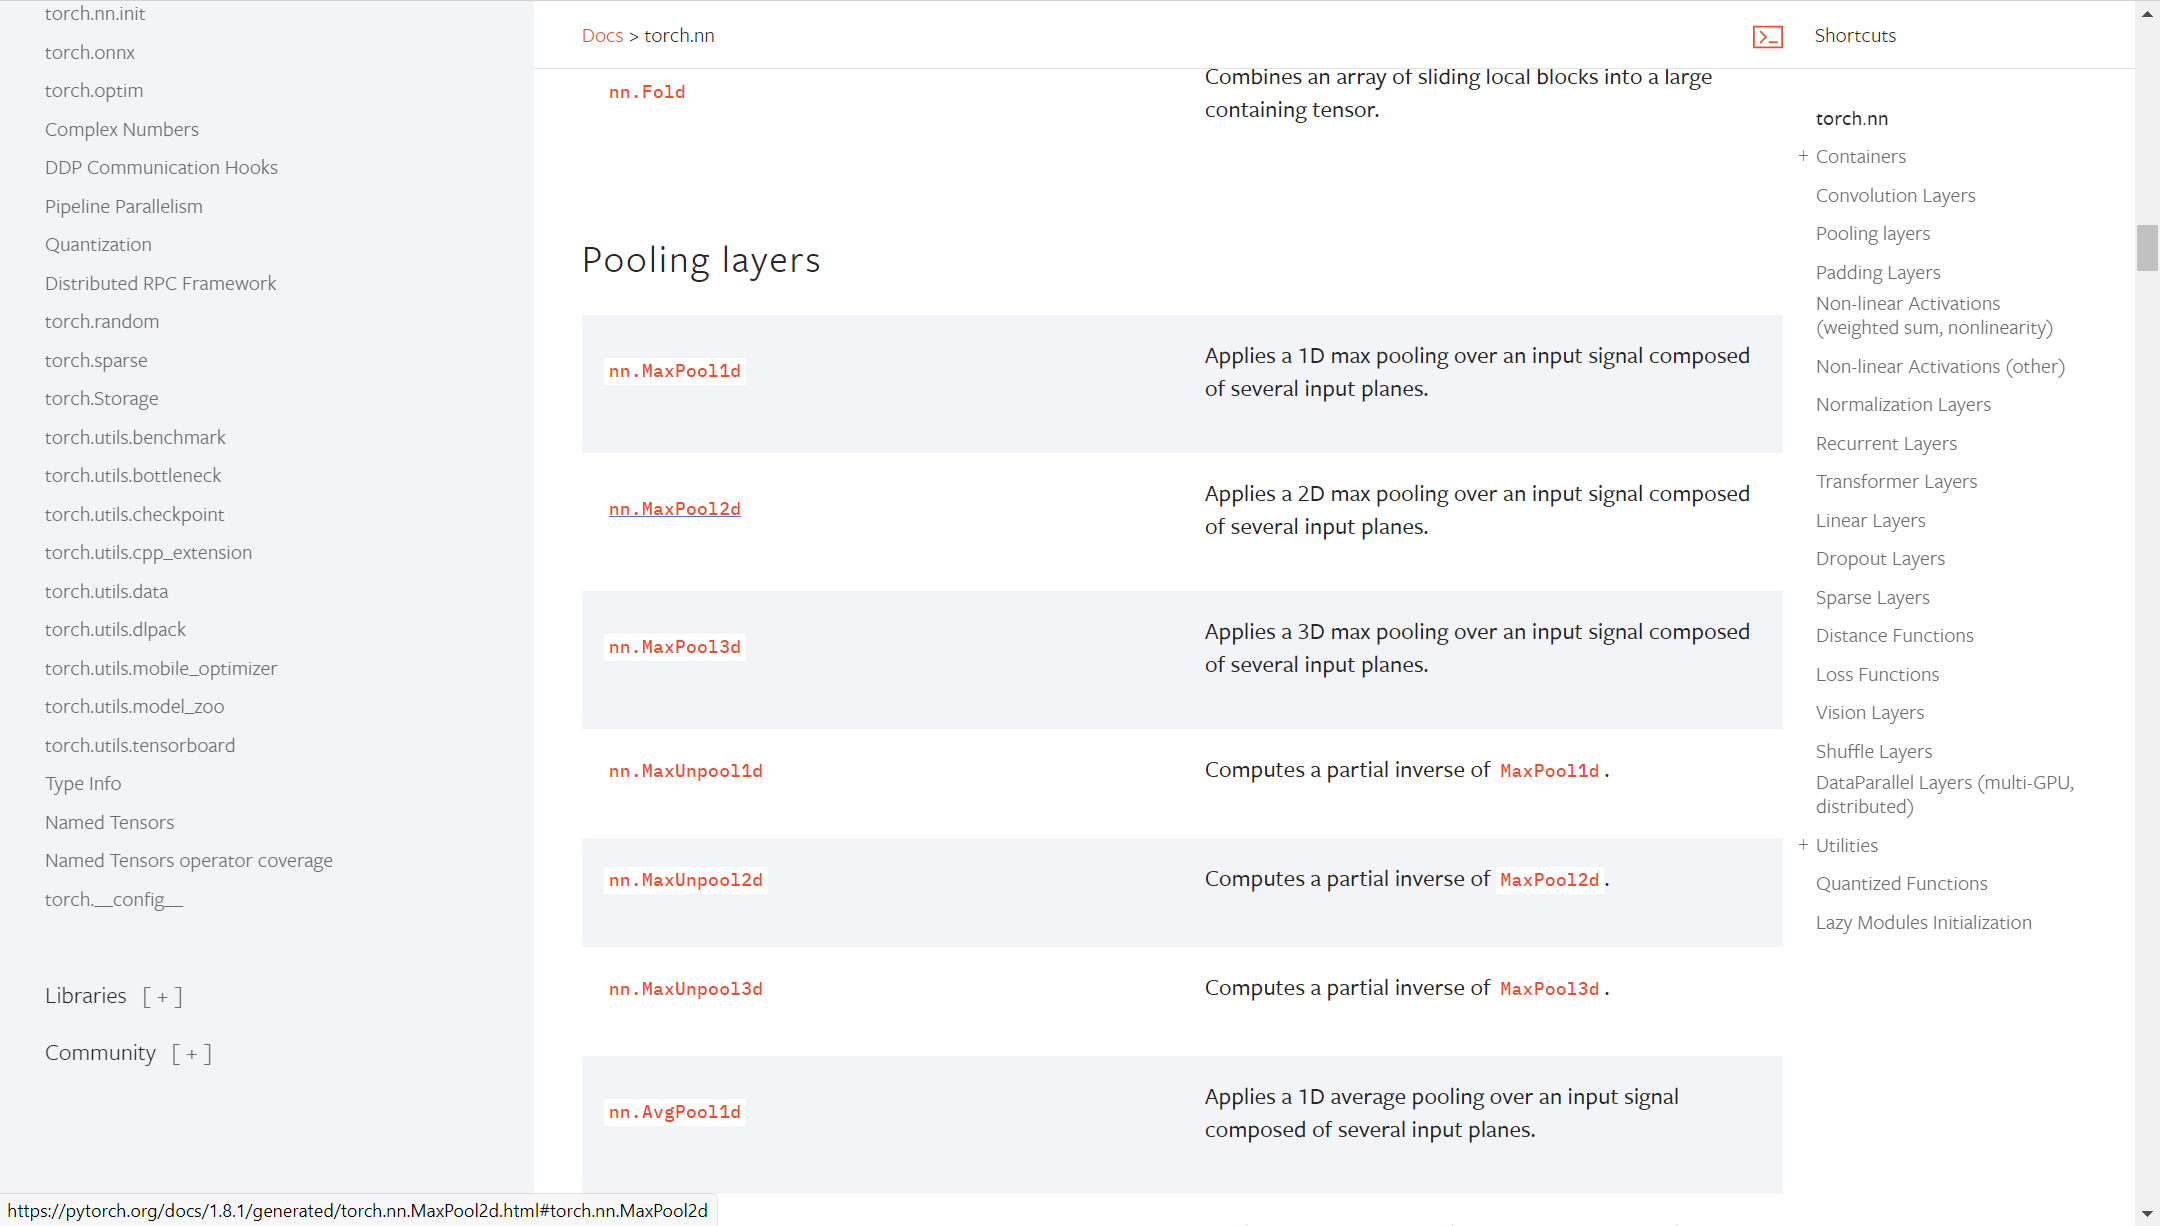 torch.nn.init
torch.onnx
torch.optim
Complex Numbers
DDP Communication Hooks
Pipeline Parallelism
Quantization
Distributed RPC Framework
torch.random
torch.sparse
torch.Storage
torch.utils.benchmark
torch.utils.bottleneck
torch.utils.checkpoint
torch.utils.cpp_extension
torch.utils.data
torch.utils.dlpack
torch.utils.mobile_optimizer
torch.utils.model_zoo
torch.utils.tensorboard
Type Info
Named Tensors
Named Tensors operator coverage
torch.__config__
Libraries [ + ]
Community [ + ]
Docs > torch.nn
Shortcuts
nn.Fold
Combines an array of sliding local blocks into a large
containing tensor.
Pooling layers
nn.MaxPool1d
Applies a 1D max pooling over an input signal composed
of several input planes.
nn.MaxPool2d
Applies a 2D max pooling over an input signal composed
of several input planes.
nn.MaxPool3d
Applies a 3D max pooling over an input signal composed
of several input planes.
nn.MaxUnpool1d
Computes a partial inverse of MaxPool1d.
nn.MaxUnpool2d
Computes a partial inverse of MaxPool2d.
nn.MaxUnpool3d
Computes a partial inverse of MaxPool3d.
nn.AvgPool1d
Applies a 1D average pooling over an input signal
composed of several input planes.
torch.nn
+ Containers
Convolution Layers
Pooling layers
Padding Layers
Non-linear Activations
(weighted sum, nonlinearity)
Non-linear Activations (other)
Normalization Layers
Recurrent Layers
Transformer Layers
Linear Layers
Dropout Layers
Sparse Layers
Distance Functions
Loss Functions
Vision Layers
Shuffle Layers
DataParallel Layers (multi-GPU,
distributed)
+ Utilities
Quantized Functions
Lazy Modules Initialization
https://pytorch.org/docs/1.8.1/generated/torch.nn.MaxPool2d.html#torch.nn.MaxPool2d